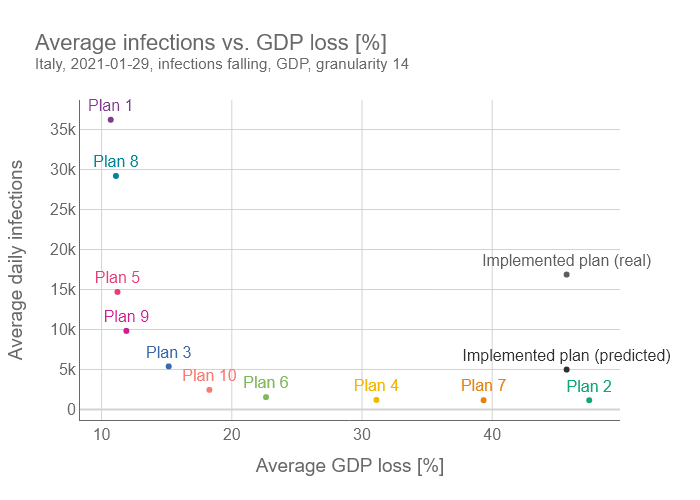 Average infections vs. GDP loss [%]
Italy, 2021-01-29, infections falling, GDP, granularity 14
Plan 1
35k
Plan 8
30k
25k
20k
Implemented plan (real)
Plan 5
15k
Plan 9
10k
Plan 3
Implemented plan (predicted)
5k
Plan 10
Plan 6
Plan 4
Plan 7
Plan 2
0
10
20
30
40
Average GDP loss [%]
Average daily infections